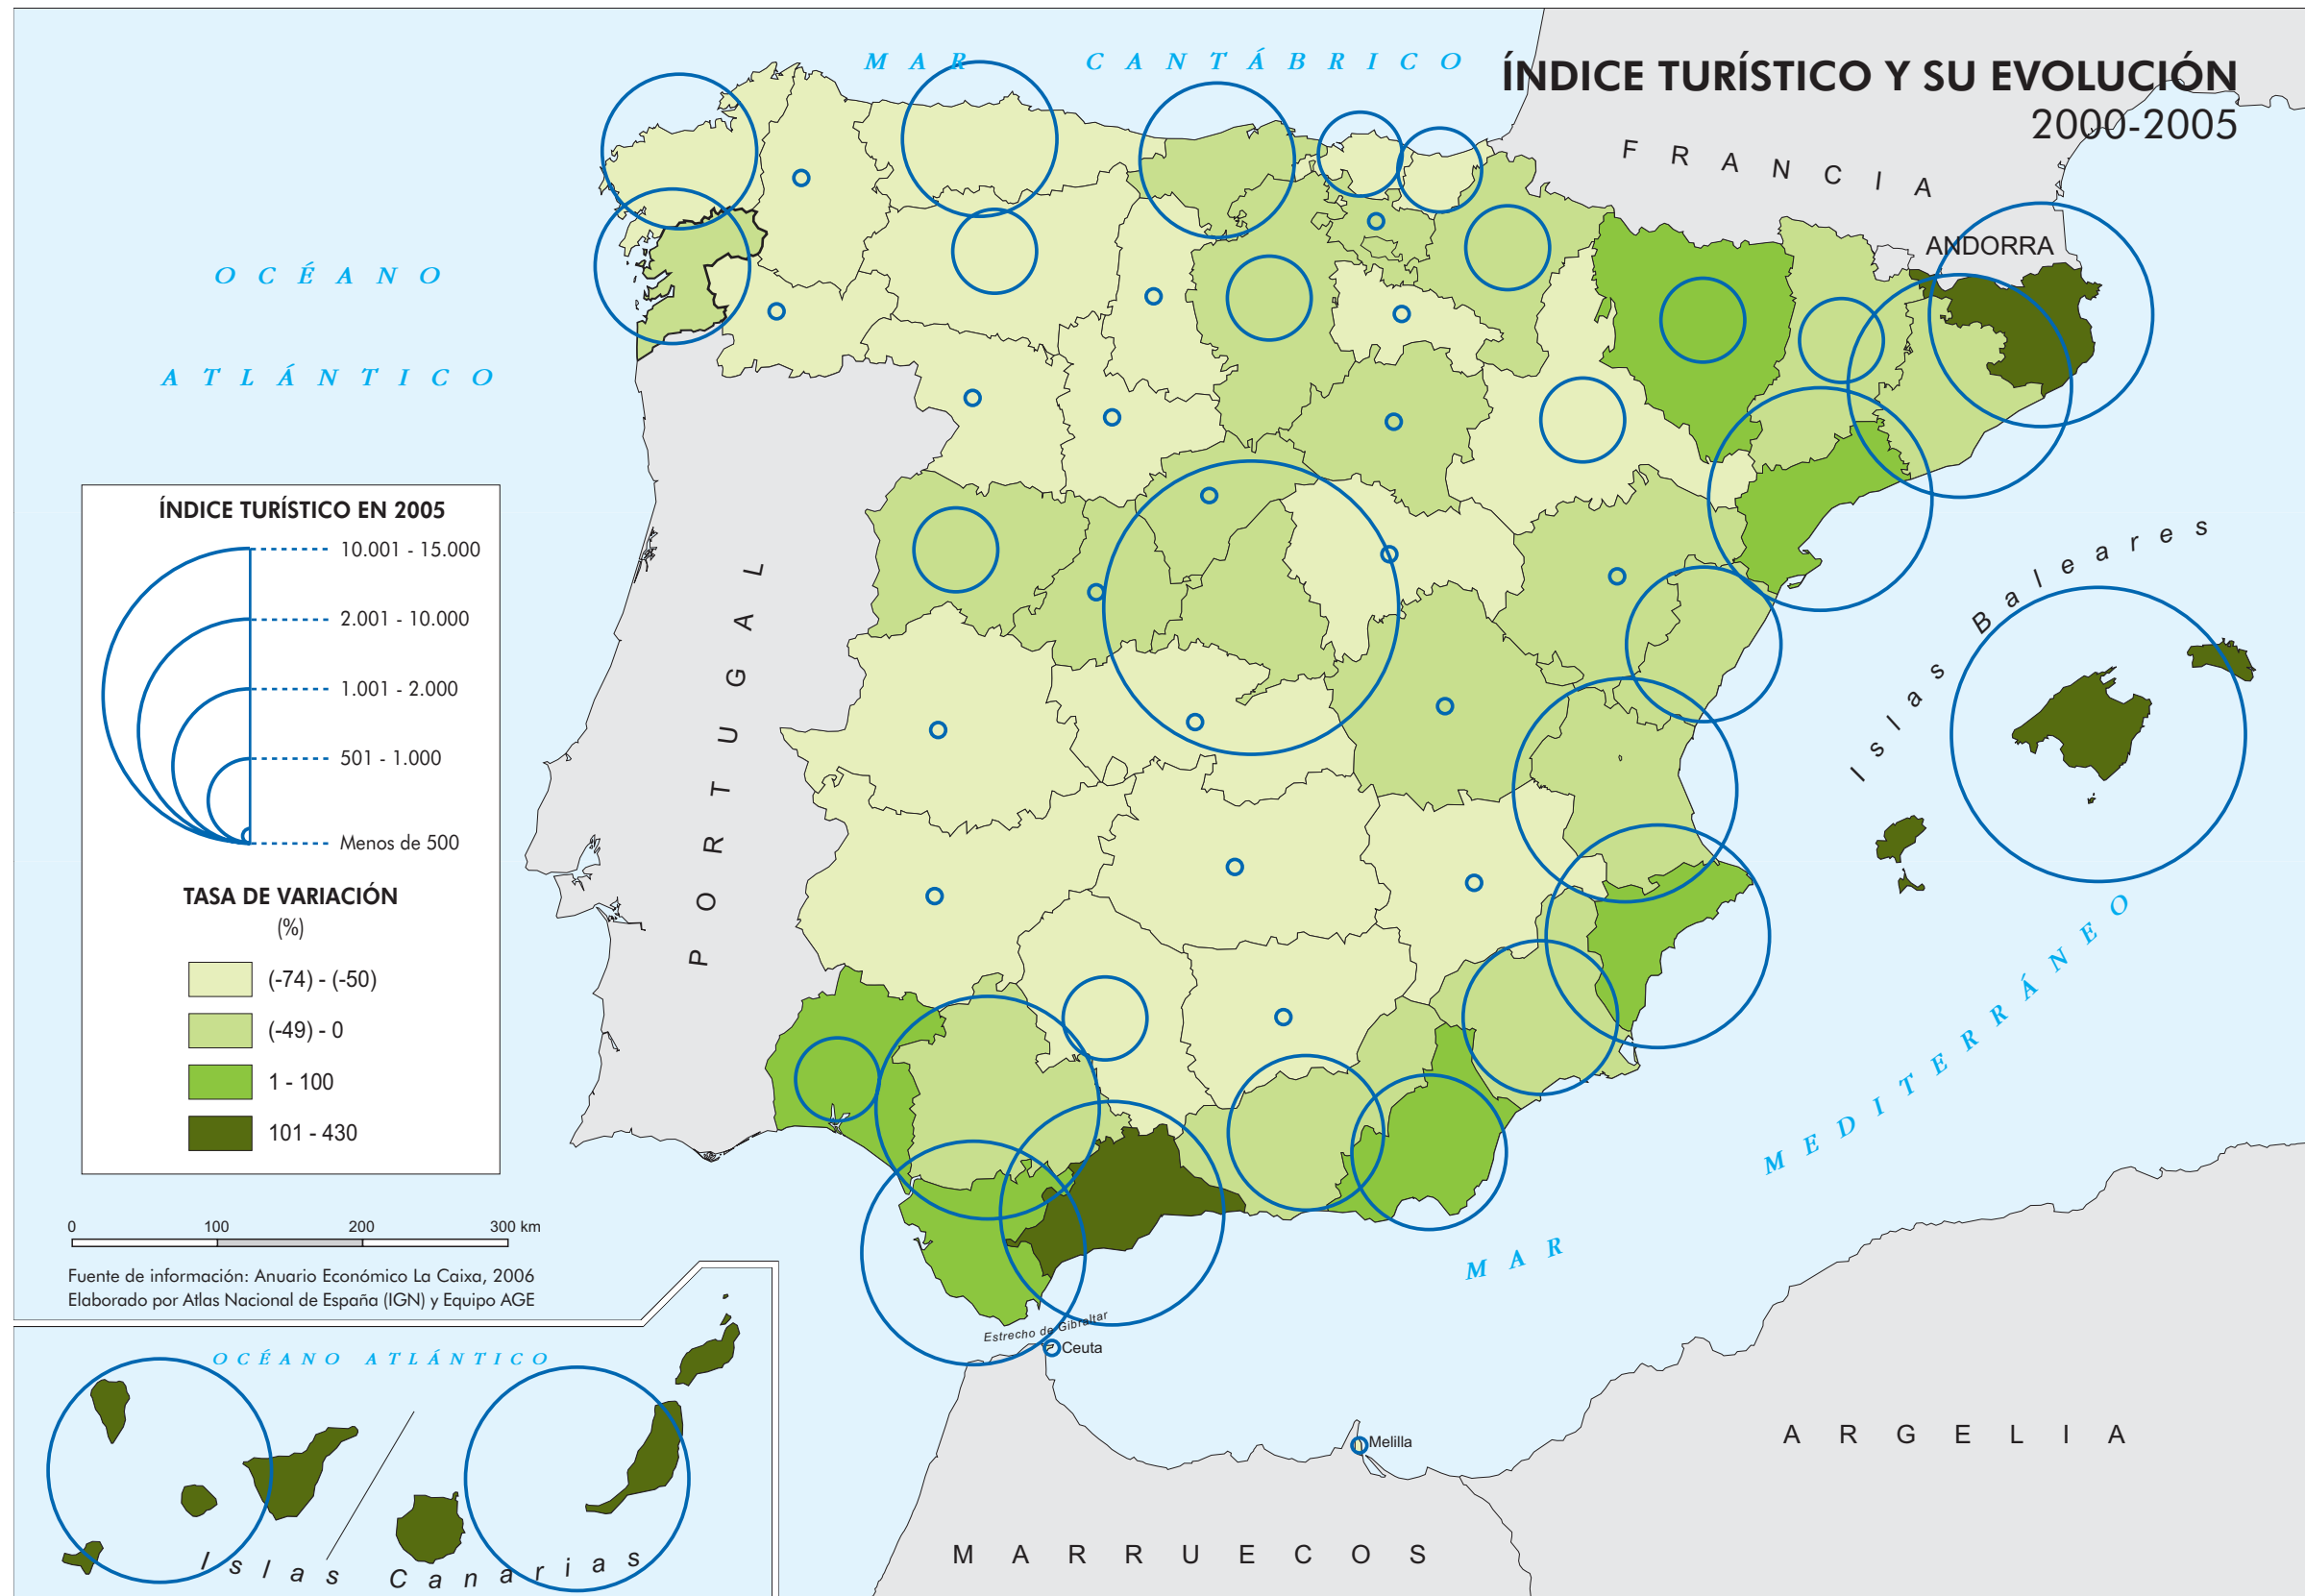 ÍNDICE TURÍSTICO Y SU EVOLUCIÓN
2000-2005
MAR CANTÁBRICO
FRANCIA
ANDORRA
OCÉANO
ATLÁNTICO
PORTUGAL
Islas Baleares
ÍNDICE TURÍSTICO EN 2005
10.001 - 15.000
2.001 - 10.000
1.001 - 2.000
501 - 1.000
Menos de 500
TASA DE VARIACIÓN
(%)
(-74) - (-50)
(-49) - 0
1 - 100
101 - 430
0 100 200 300 km
Fuente de información: Anuario Económico La Caixa, 2006
Elaborado por Atlas Nacional de España (IGN) y Equipo AGE
MAR MEDITERRÁNEO
Estrecho de Gibraltar
Ceuta
Melilla
OCÉANO ATLÁNTICO
Islas Canarias
MARRUECOS
ARGELIA